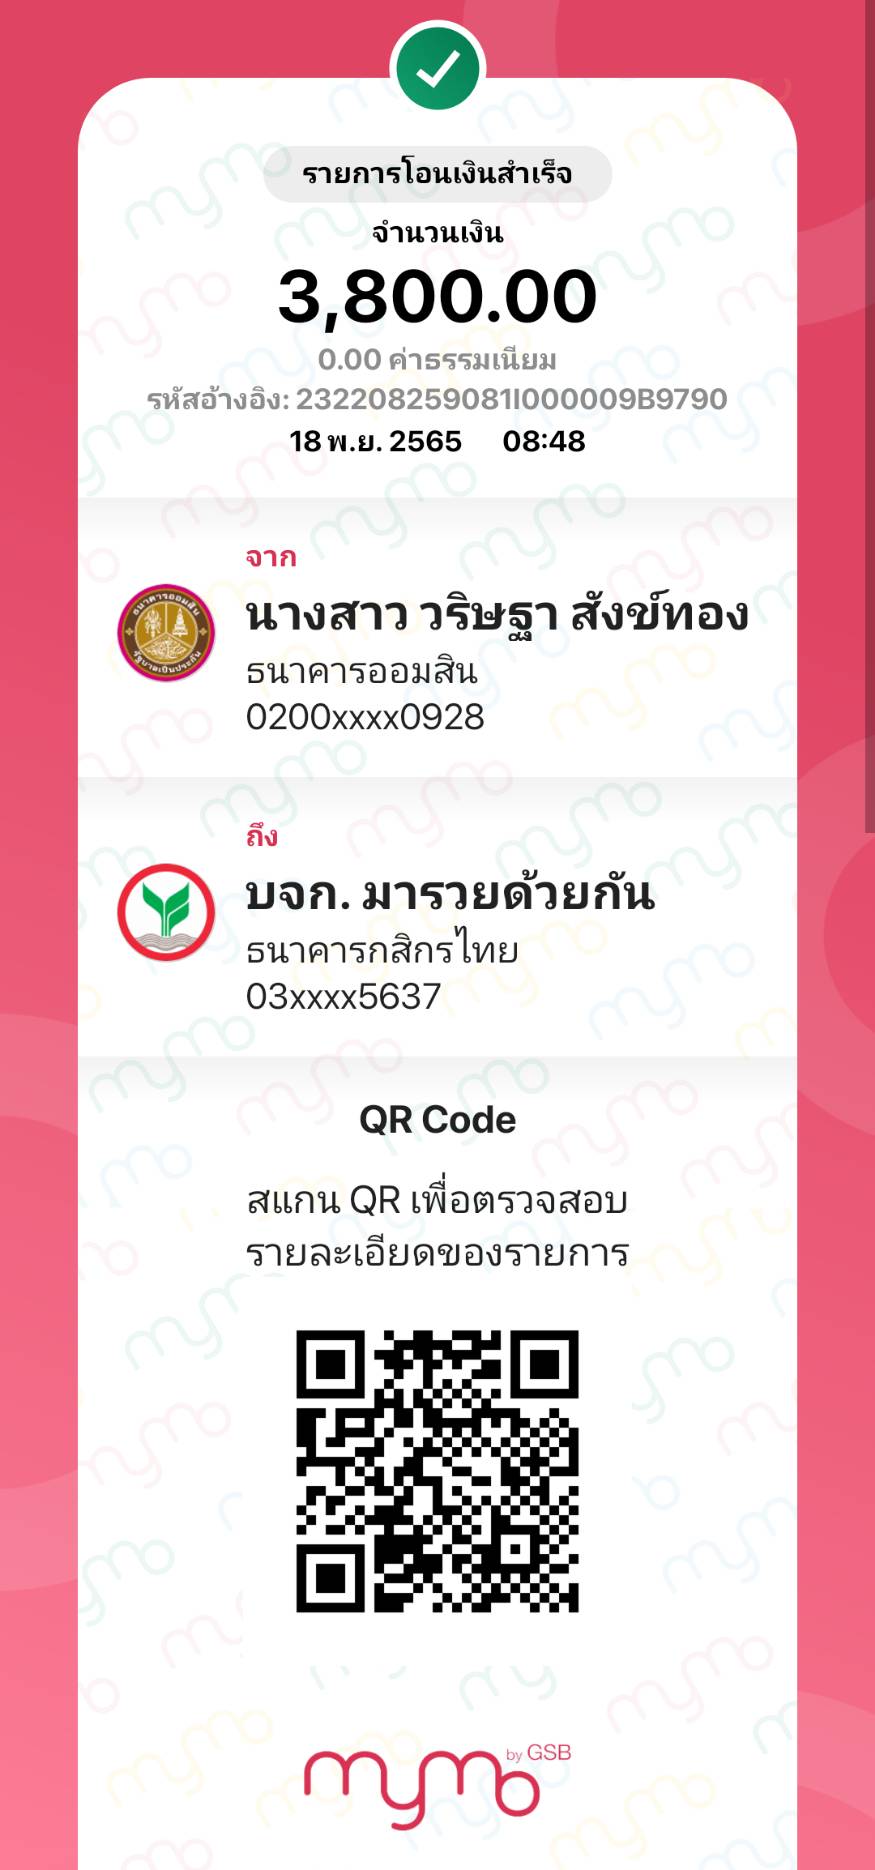 รายการโอนเงินสำเร็จ
จำนวนเงิน
3,800.00
0.00 ค่าธรรมเนียม
รหัสอ้างอิง: 232208259081I000009B9790
18 พ.ย. 2565 08:48
จาก
นางสาว วริษฐา สังข์ทอง
ธนาคารออมสิน
0200xxxx0928
ถึง
บจก. มารวยด้วยกัน
ธนาคารกสิกรไทย
03xxxx5637
QR Code
สแกน QR เพื่อตรวจสอบ
รายละเอียดของรายการ
mymo by GSB